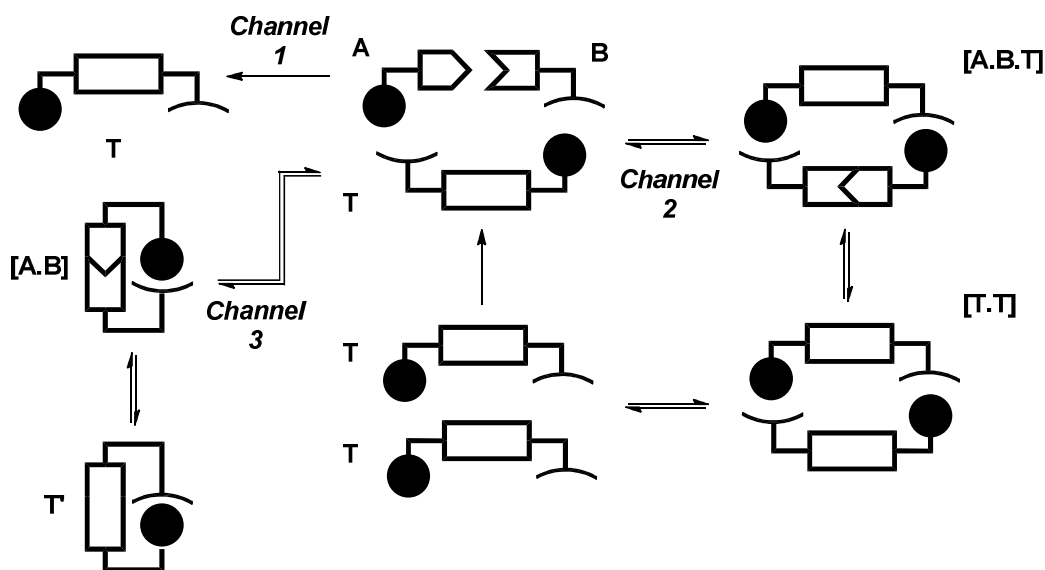 Channel
1
A
B
[A.B.T]
T
T
Channel
2
[A.B]
Channel
3
[T.T]
T
T
T'